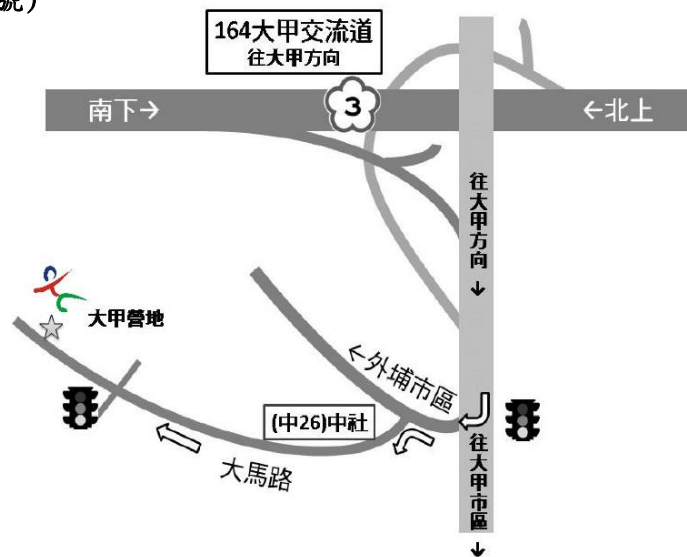 號)
164大甲交流道
往大甲方向
南下→
3
←北上
往大甲方向↓
大甲營地
←外埔市區
(中26)中社
大馬路
往大甲市區↓